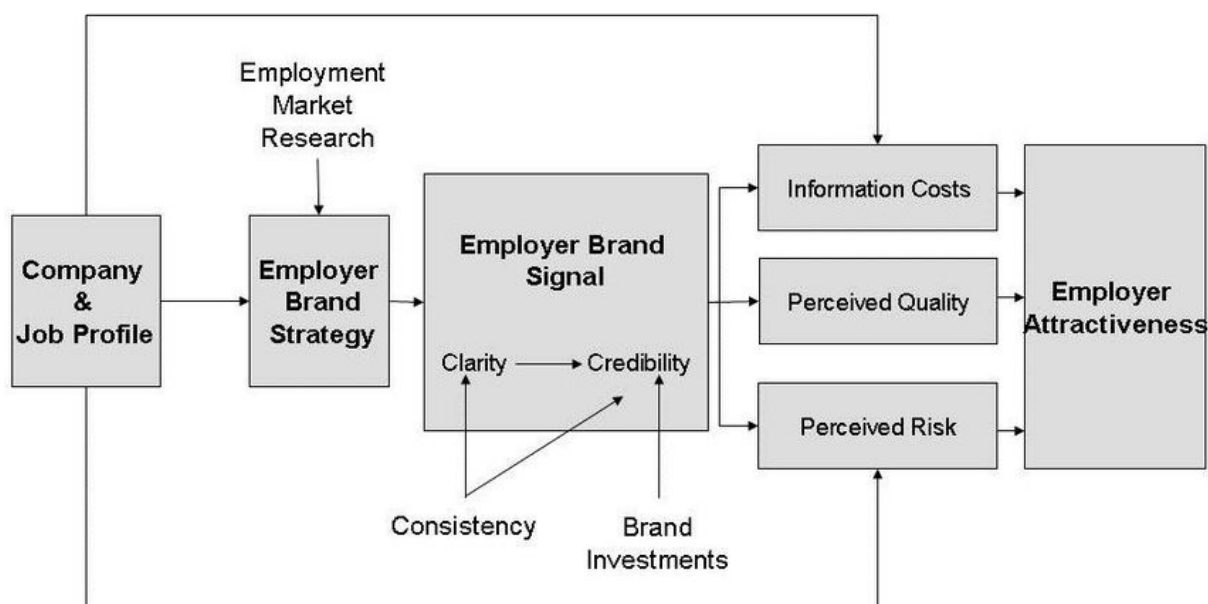 Employment
Market
Research
Company
&
Job Profile
Employer
Brand
Strategy
Employer Brand
Signal
Clarity
Credibility
Consistency
Brand
Investments
Information Costs
Perceived Quality
Perceived Risk
Employer
Attractiveness